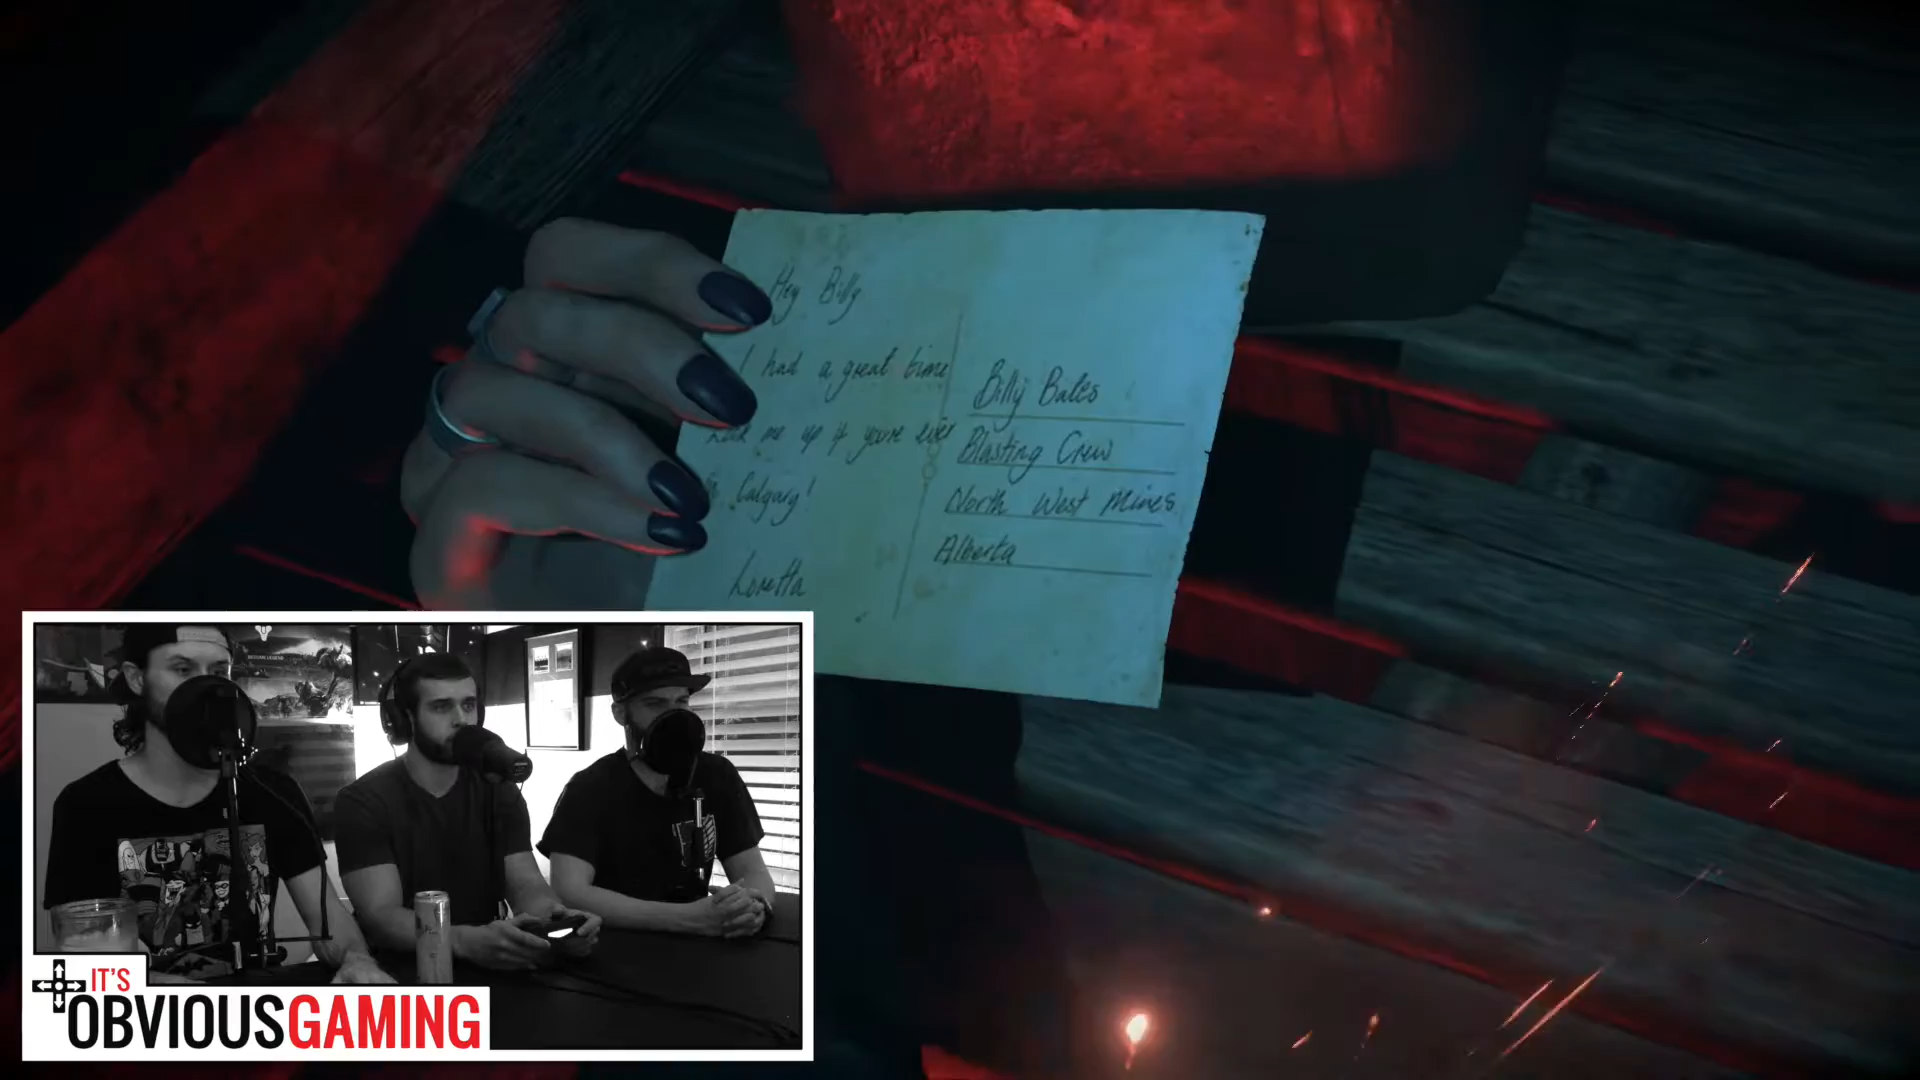 Hey Billy
I had a great time
Look me up if you're ever
Calgary!
Loretta
Billy Bales
Blasting Crew
North West Mines
Alberta
IT'S
OBVIOUSGAMING